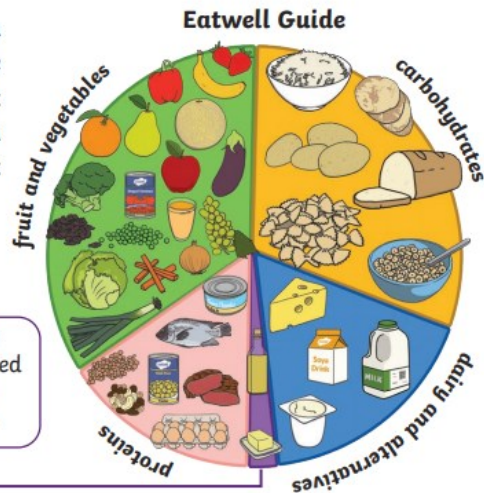 Eatwell Guide
fruit and vegetables
carbohydrates
Soya
Drink
MILK
ed
proteins
dairy and alternatives